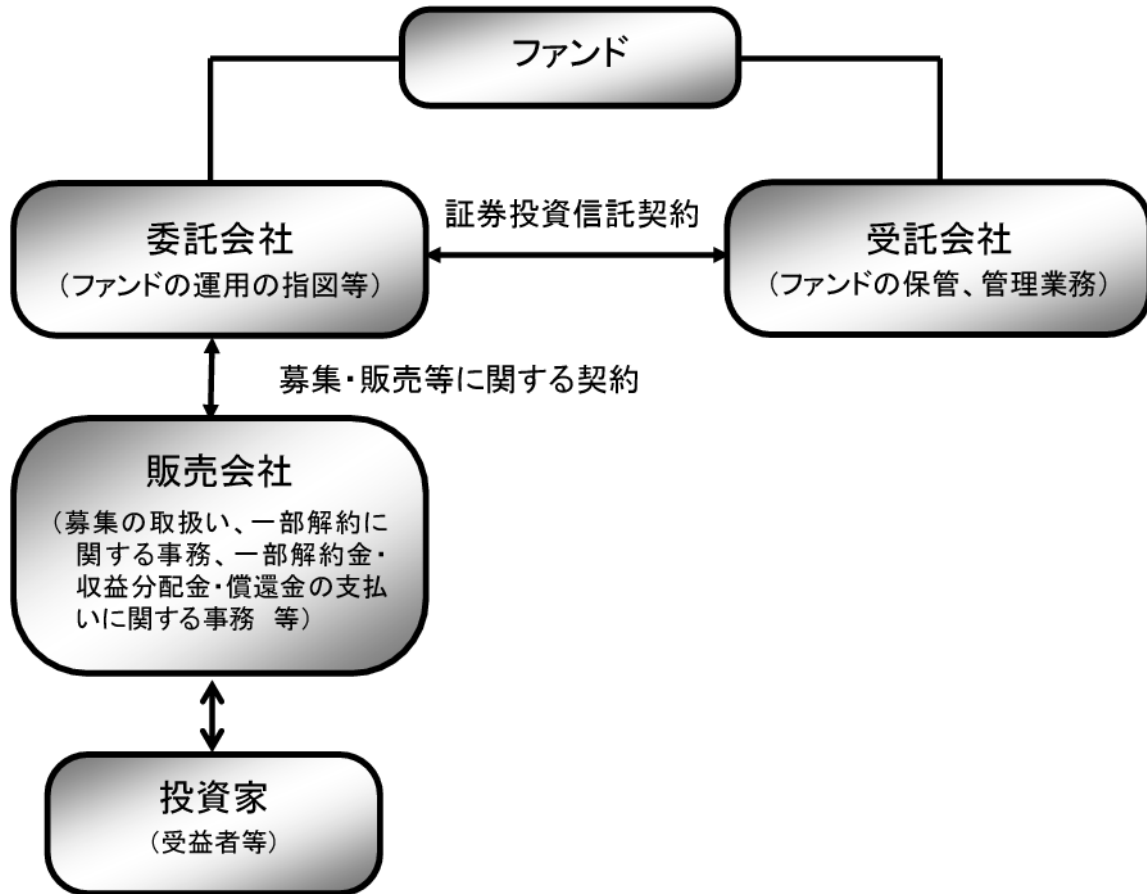 ファンド
委託会社
（ファンドの運用の指図等）
証券投資信託契約
受託会社
（ファンドの保管、管理業務）
募集・販売等に関する契約
販売会社
（募集の取扱い、一部解約に
関する事務、一部解約金・
収益分配金・償還金の支払
いに関する事務　等）
投資家
（受益者等）